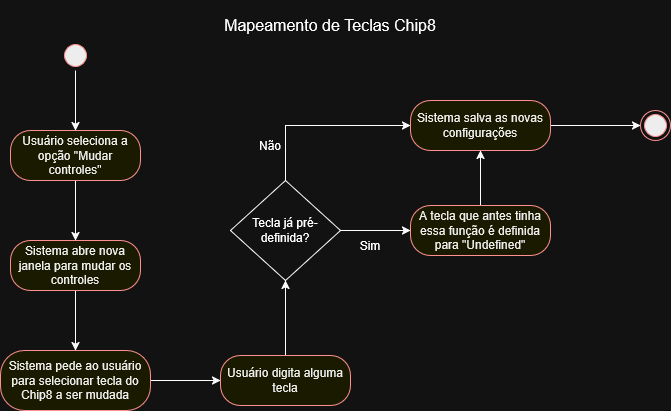 Mapeamento de Teclas Chip8
Usuário seleciona a
opção "Mudar
controles"
Sistema abre nova
janela para mudar os
controles
Sistema pede ao usuário
para selecionar tecla do
Chip8 a ser mudada
Usuário digita alguma
tecla
Tecla já pré-
definida?
Não
Sim
A tecla que antes tinha
essa função é definida
para "Undefined"
Sistema salva as novas
configurações